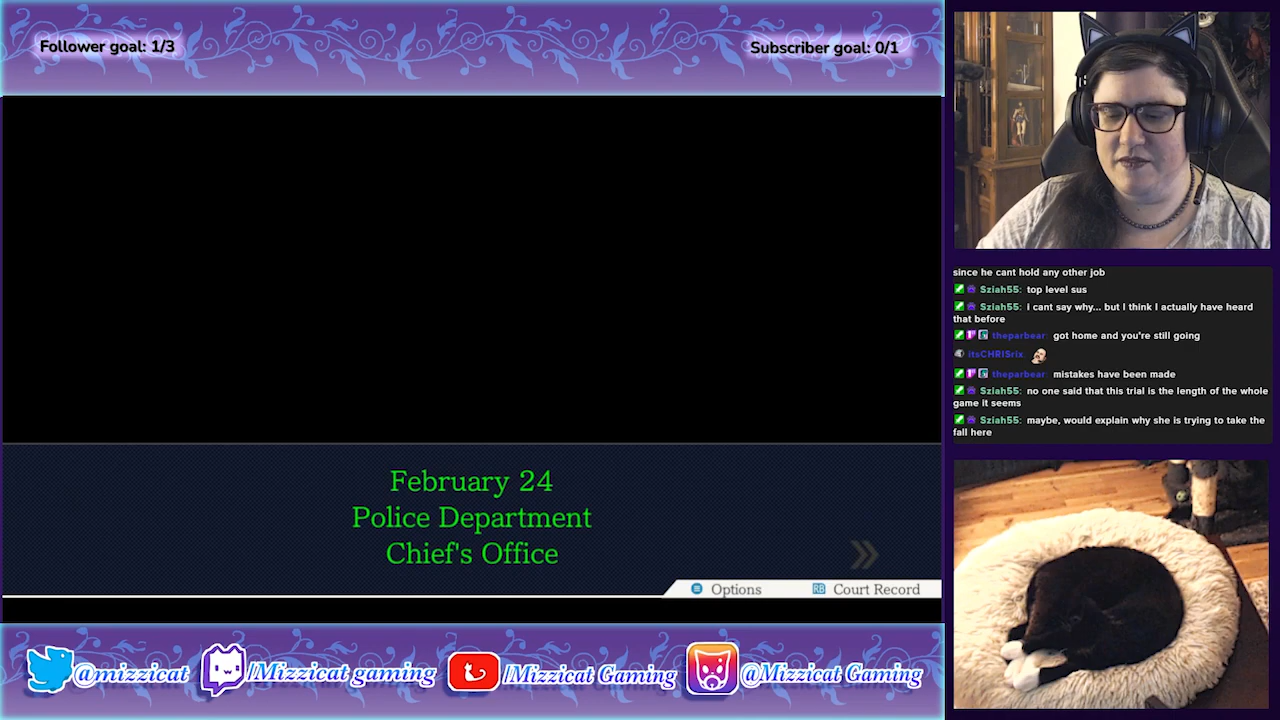 Follower goal: 1/3
Subscriber goal: 0/1
since he cant hold any other job
Sziah55: top level sus
Sziah55: i cant say why... but I think I actually have heard
that before
theparbear: got home and you're still going
itsCHRISrix:
theparbear: mistakes have been made
Sziah55: no one said that this trial is the length of the whole
game it seems
Sziah55: maybe, would explain why she is trying to take the
fall here
February 24
Police Department
Chief's Office
Options
RB Court Record
@mizzicat
/Mizzicat gaming
/Mizzicat Gaming
@Mizzicat Gaming